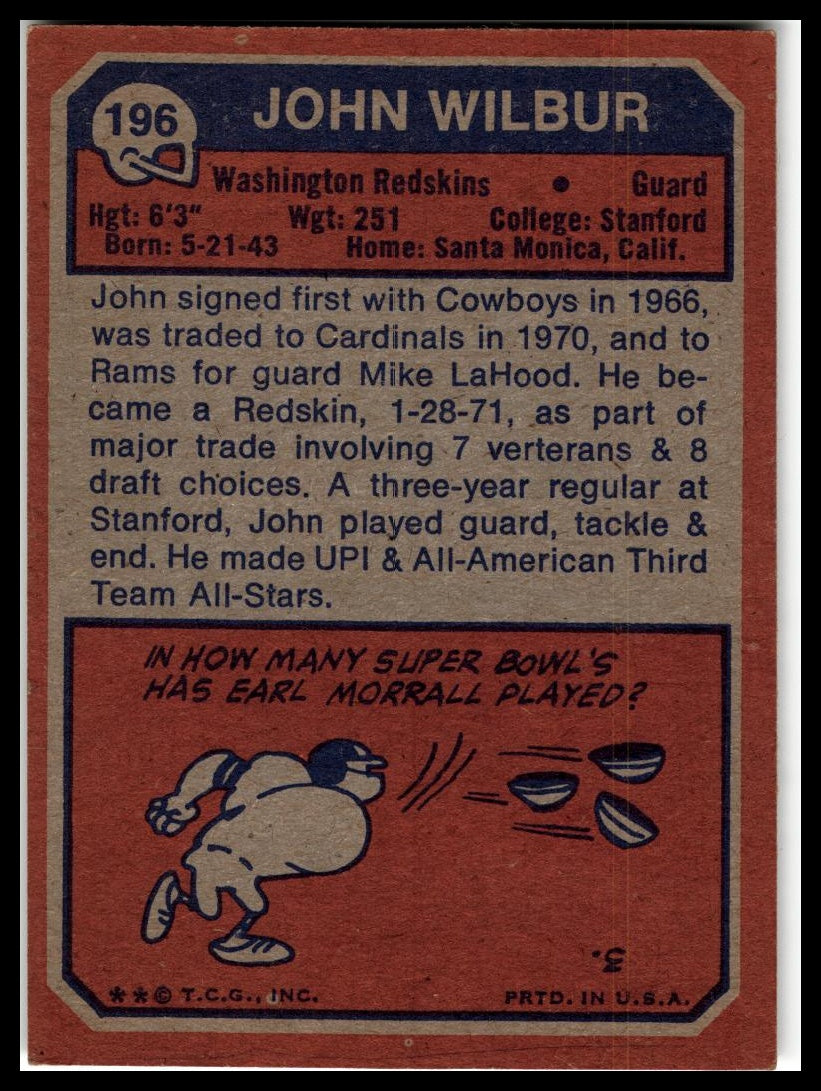 196
JOHN WILBUR
Washington Redskins • Guard
Hgt: 6'3" Wgt: 251 College: Stanford
Born: 5-21-43 Home: Santa Monica, Calif.
John signed first with Cowboys in 1966,
was traded to Cardinals in 1970, and to
Rams for guard Mike LaHood. He be-
came a Redskin, 1-28-71, as part of
major trade involving 7 verterans & 8
draft choices. A three-year regular at
Stanford, John played guard, tackle &
end. He made UPI & All-American Third
Team All-Stars.
IN HOW MANY SUPER BOWL'S
HAS EARL MORRALL PLAYED?
3.
**© T.C.G., INC. PRTD. IN U.S.A.